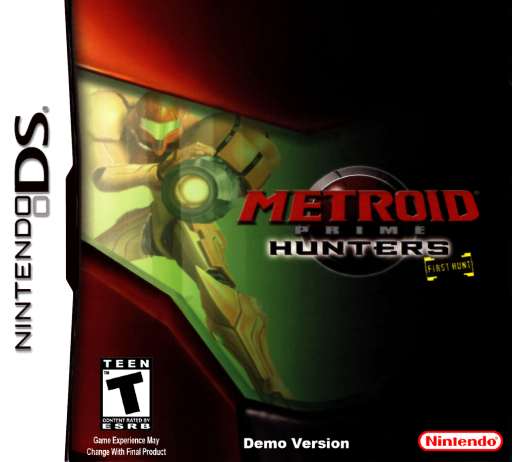 NINTENDO DS
METROID
PRIME
HUNTERS
FIRST HUNT
TEEN
T
CONTENT RATED BY
ESRB
Game Experience May
Change With Final Product
Demo Version
Nintendo